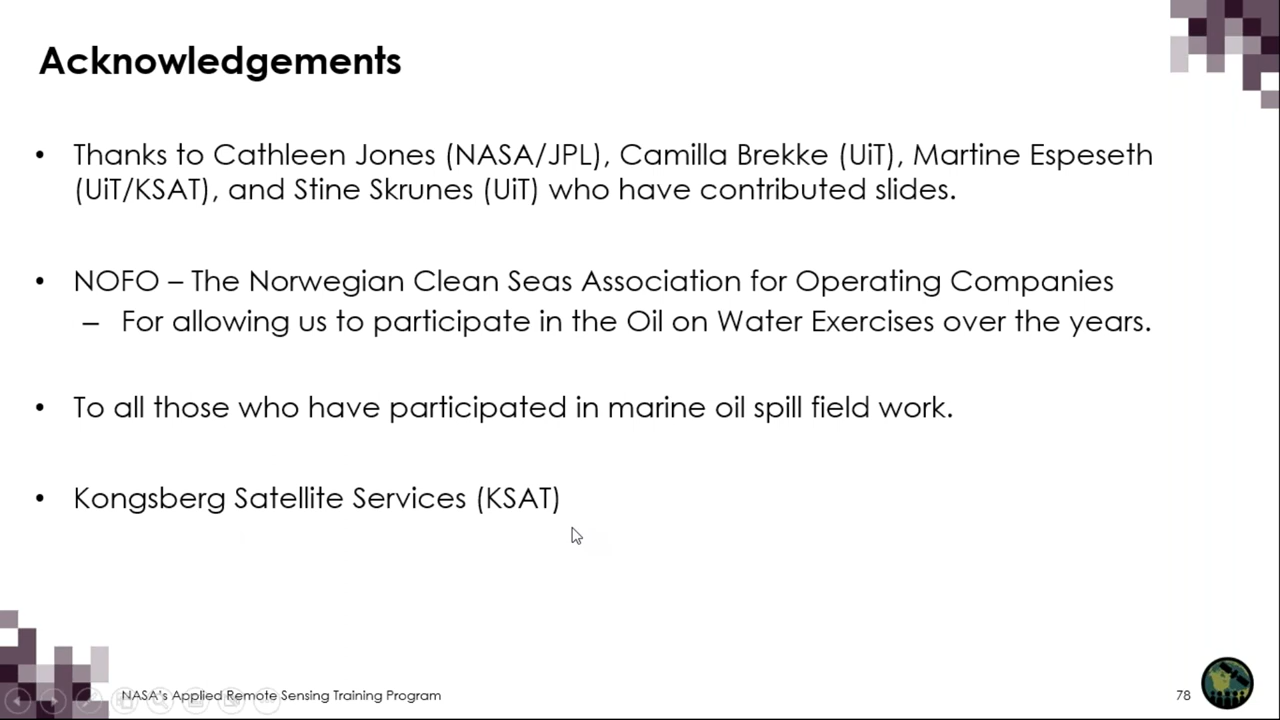 Acknowledgements
• Thanks to Cathleen Jones (NASA/JPL), Camilla Brekke (UiT), Martine Espeseth
(UiT/KSAT), and Stine Skrunes (UiT) who have contributed slides.
• NOFO – The Norwegian Clean Seas Association for Operating Companies
– For allowing us to participate in the Oil on Water Exercises over the years.
• To all those who have participated in marine oil spill field work.
• Kongsberg Satellite Services (KSAT)
NASA's Applied Remote Sensing Training Program
78